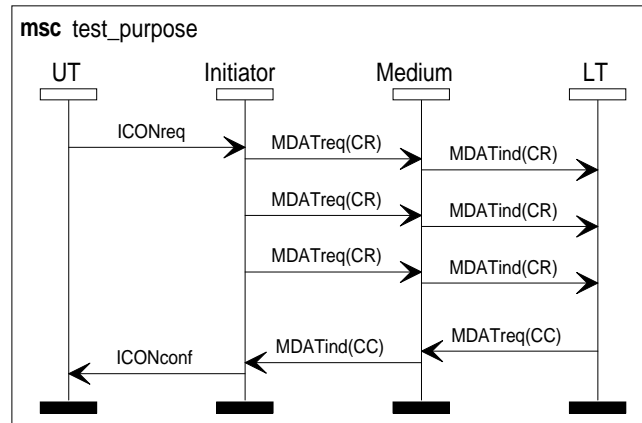 msc test_purpose
UT Initiator Medium LT
ICONreq
MDATreq(CR)
MDATind(CR)
MDATreq(CR)
MDATind(CR)
MDATreq(CR)
MDATind(CR)
MDATreq(CC)
MDATind(CC)
ICONconf